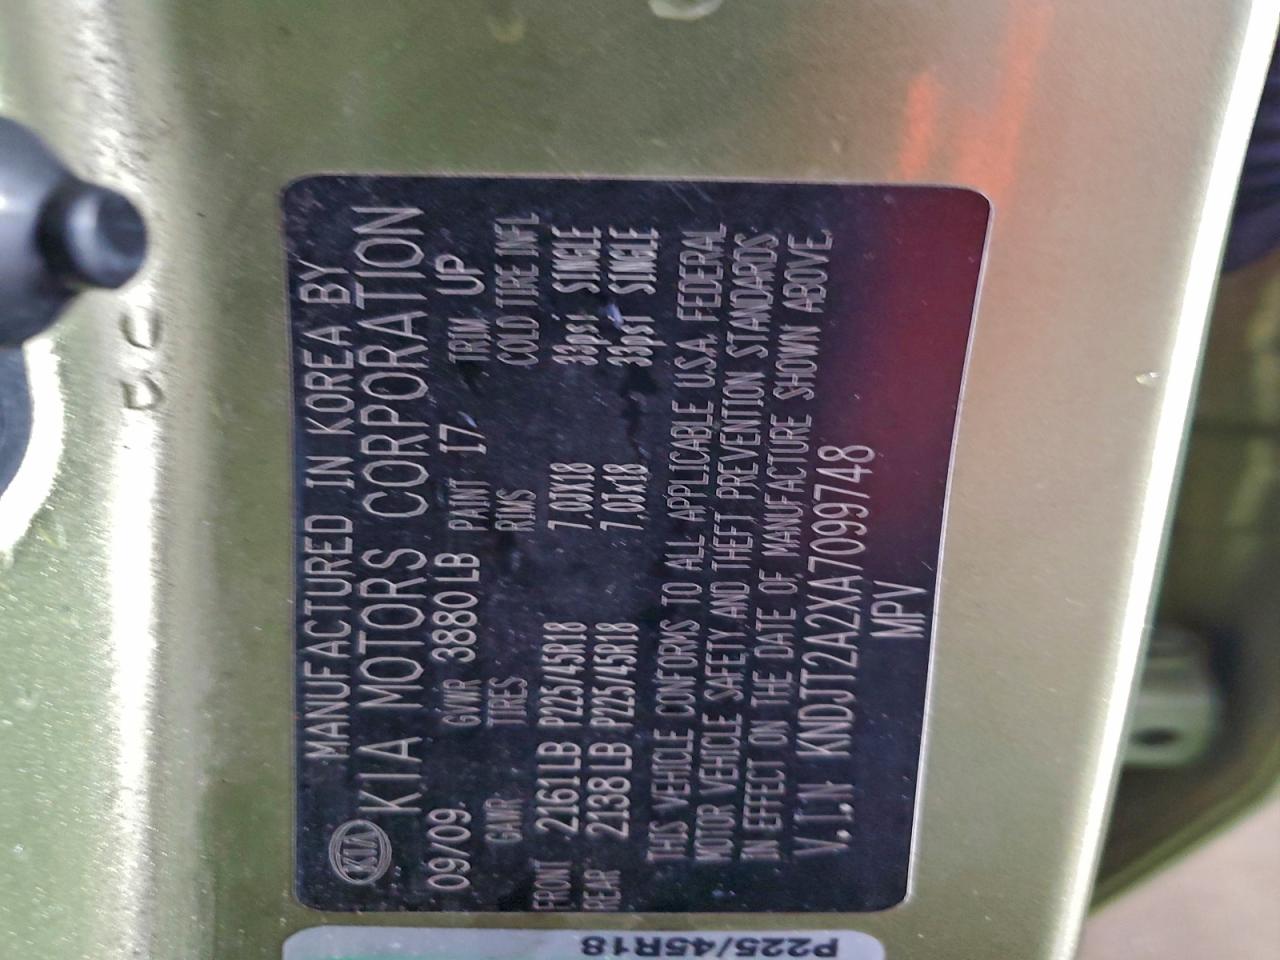 MANUFACTURED IN KOREA BY
KIA KIA MOTORS CORPORATION
09/09 GVWR 3880LB PAINT I7 TRIM UP
GAWR TIRES RIMS COLD TIRE INFL
FRONT 2161LB P225/45R18 7,0JX18 33psi SINGLE
REAR 2138LB P225/45R18 7,0Jx18 33psi SINGLE
THIS VEHICLE CONFORMS TO ALL APPLICABLE U.S.A. FEDERAL
MOTOR VEHICLE SAFETY,AND THEFT PREVENTION STANDARDS
IN EFFECT ON THE DATE OF MANUFACTURE SHOWN ABOVE.
V.I.N KNDJT2A2XA7099748
MPV
P225/45R18